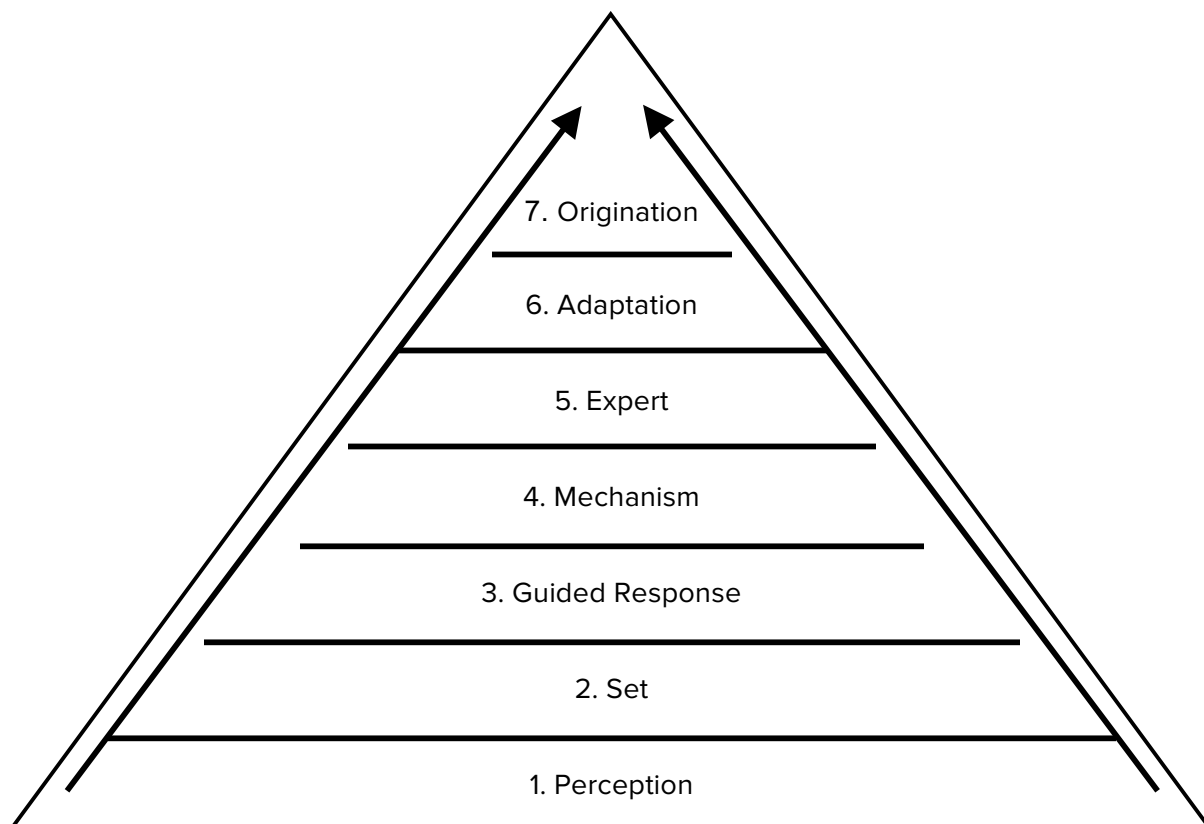 7. Origination
6. Adaptation
5. Expert
4. Mechanism
3. Guided Response
2. Set
1. Perception